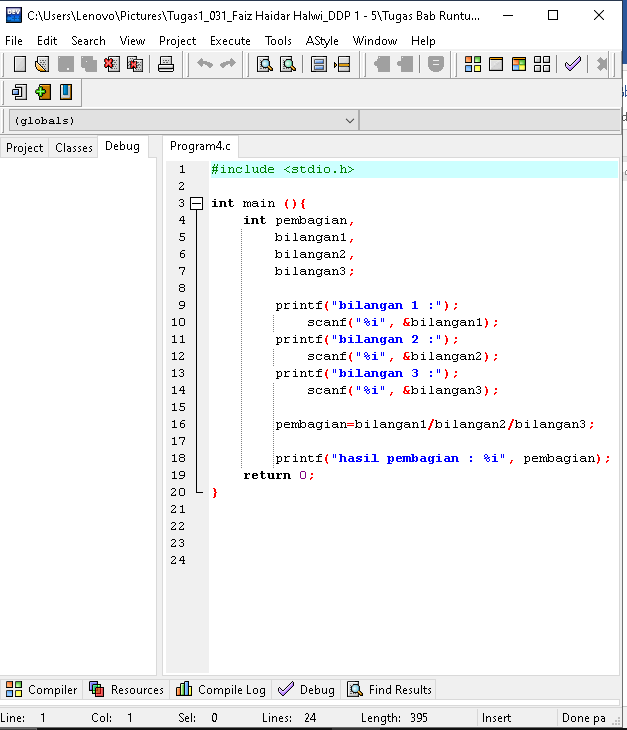 C:\Users\Lenovo\Pictures\Tugas1_031_Faiz Haidar Halwi_DDP 1 - 5\Tugas Bab Runtu...
File Edit Search View Project Execute Tools AStyle Window Help
(globals)
Project Classes Debug
Program4.c
1 #include <stdio.h>
2
3 int main (){
4 int pembagian,
5 bilangan1,
6 bilangan2,
7 bilangan3;
8
9 printf("bilangan 1 :");
10 scanf("%i", &bilangan1);
11 printf("bilangan 2 :");
12 scanf("%i", &bilangan2);
13 printf("bilangan 3 :");
14 scanf("%i", &bilangan3);
15
16 pembagian=bilangan1/bilangan2/bilangan3;
17
18 printf("hasil pembagian : %i", pembagian);
19 return 0;
20 }
21
22
23
24
Compiler Resources Compile Log Debug Find Results
Line: 1 Col: 1 Sel: 0 Lines: 24 Length: 395 Insert Done pa